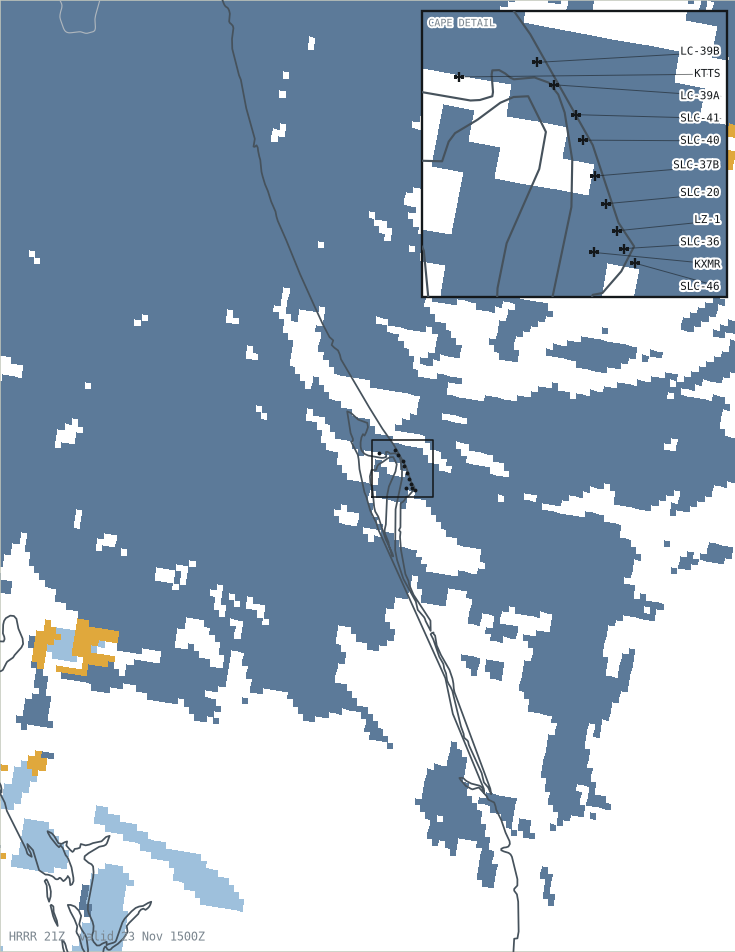 CAPE DETAIL
LC-39B
KTTS
LC-39A
SLC-41
SLC-40
SLC-37B
SLC-20
LZ-1
SLC-36
KXMR
SLC-46
HRRR 21Z valid 23 Nov 1500Z